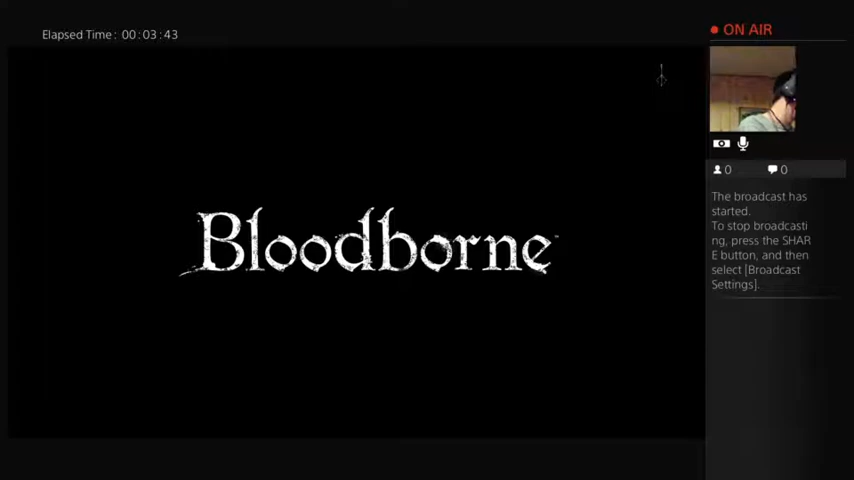 Elapsed Time: 00:03:43
ON AIR
Bloodborne™
0 0
The broadcast has
started.
To stop broadcasti
ng, press the SHAR
E button, and then
select [Broadcast
Settings].